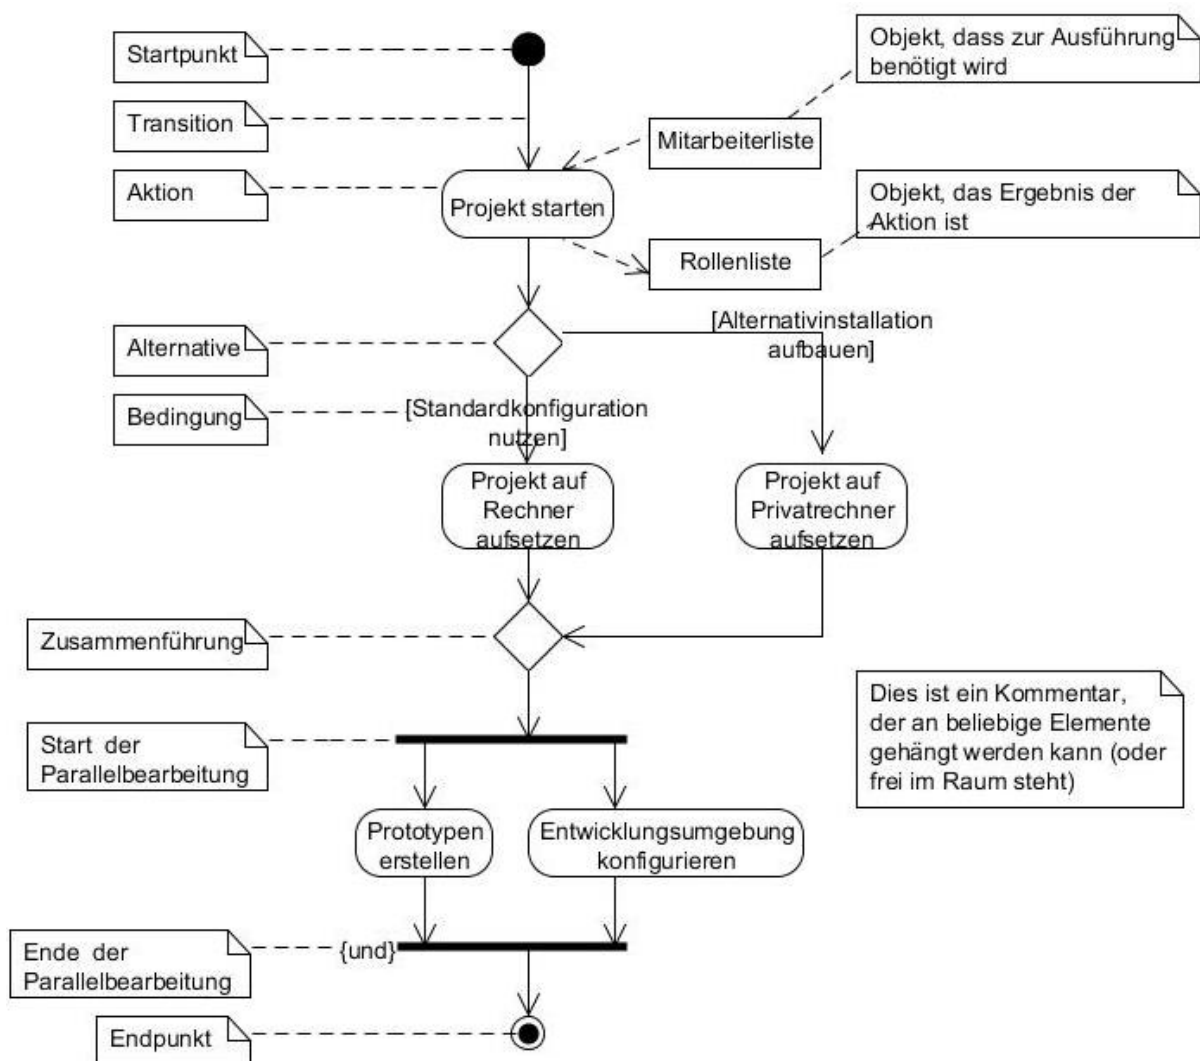 Startpunkt
Objekt, dass zur Ausführung
benötigt wird
Transition
Mitarbeiterliste
Aktion
Projekt starten
Objekt, das Ergebnis der
Aktion ist
Rollenliste
Alternative
[Alternativinstallation
aufbauen]
Bedingung
[Standardkonfiguration
nutzen]
Projekt auf
Rechner
aufsetzen
Projekt auf
Privatrechner
aufsetzen
Zusammenführung
Dies ist ein Kommentar,
der an beliebige Elemente
gehängt werden kann (oder
frei im Raum steht)
Start der
Parallelbearbeitung
Prototypen
erstellen
Entwicklungsumgebung
konfigurieren
Ende der
Parallelbearbeitung
{und}
Endpunkt